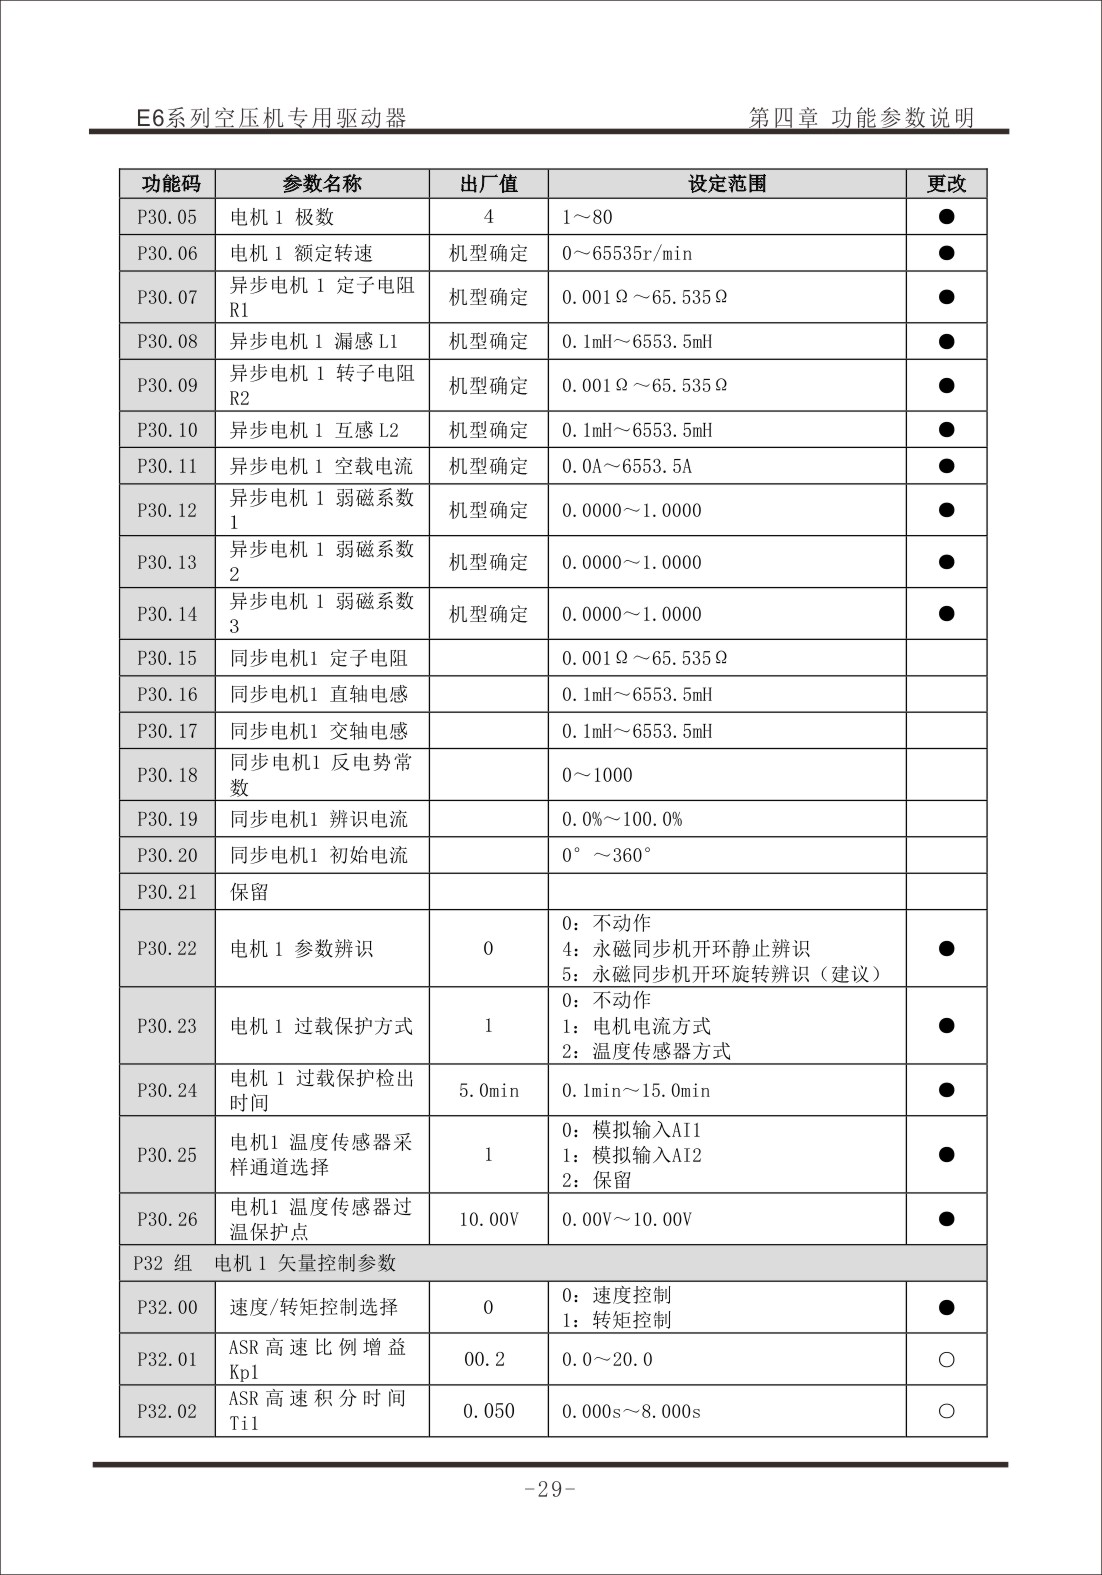 E6系列空压机专用驱动器 第四章 功能参数说明
功能码 参数名称 出厂值 设定范围 更改
P30.05 电机 1 极数 4 1～80 ●
P30.06 电机 1 额定转速 机型确定 0～65535r/min ●
P30.07 异步电机 1 定子电阻 机型确定 0.001Ω～65.535Ω ●
R1
P30.08 异步电机 1 漏感 L1 机型确定 0.1mH～6553.5mH ●
P30.09 异步电机 1 转子电阻 机型确定 0.001Ω～65.535Ω ●
R2
P30.10 异步电机 1 互感 L2 机型确定 0.1mH～6553.5mH ●
P30.11 异步电机 1 空载电流 机型确定 0.0A～6553.5A ●
P30.12 异步电机 1 弱磁系数 机型确定 0.0000～1.0000 ●
1
P30.13 异步电机 1 弱磁系数 机型确定 0.0000～1.0000 ●
2
P30.14 异步电机 1 弱磁系数 机型确定 0.0000～1.0000 ●
3
P30.15 同步电机1 定子电阻 0.001Ω～65.535Ω
P30.16 同步电机1 直轴电感 0.1mH～6553.5mH
P30.17 同步电机1 交轴电感 0.1mH～6553.5mH
P30.18 同步电机1 反电势常 0～1000
数
P30.19 同步电机1 辨识电流 0.0%～100.0%
P30.20 同步电机1 初始电流 0°～360°
P30.21 保留
P30.22 电机 1 参数辨识 0 0：不动作 ●
4：永磁同步机开环静止辨识
5：永磁同步机开环旋转辨识（建议）
P30.23 电机 1 过载保护方式 1 0：不动作 ●
1：电机电流方式
2：温度传感器方式
P30.24 电机 1 过载保护检出 5.0min 0.1min～15.0min ●
时间
P30.25 电机1 温度传感器采 1 0：模拟输入AI1 ●
样通道选择 1：模拟输入AI2
2：保留
P30.26 电机1 温度传感器过 10.00V 0.00V～10.00V ●
温保护点
P32 组 电机 1 矢量控制参数
P32.00 速度/转矩控制选择 0 0：速度控制 ●
1：转矩控制
P32.01 ASR 高速比例增益 00.2 0.0～20.0 ○
Kp1
P32.02 ASR 高速积分时间 0.050 0.000s～8.000s ○
Ti1
-29-